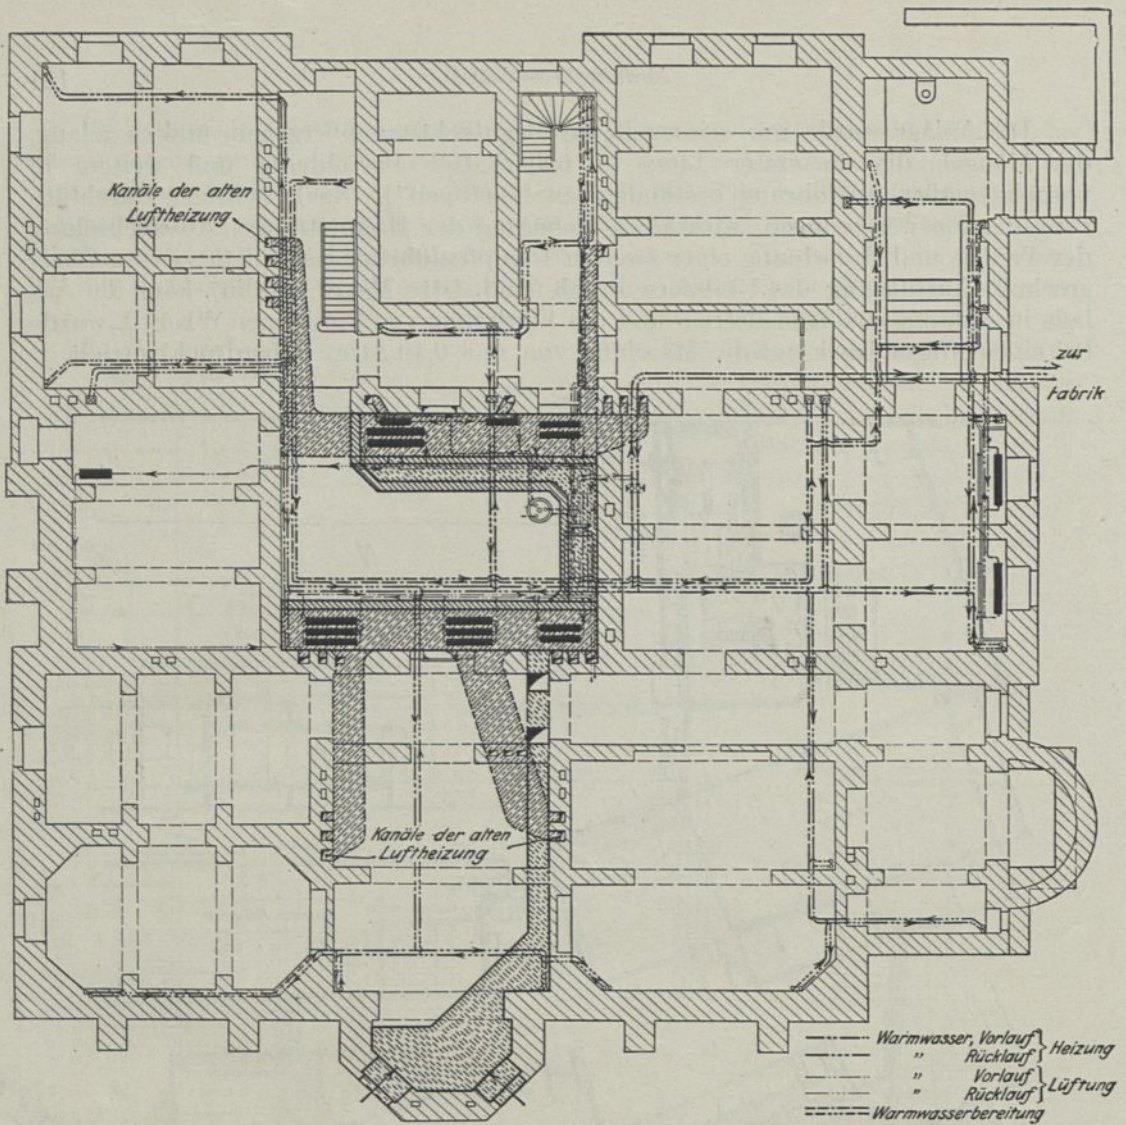 Kanäle der alten
Luftheizung
zur
Fabrik
Kanäle der alten
Luftheizung
Warmwasser, Vorlauf } Heizung
" Rücklauf
" Vorlauf } Lüftung
" Rücklauf
Warmwasserbereitung